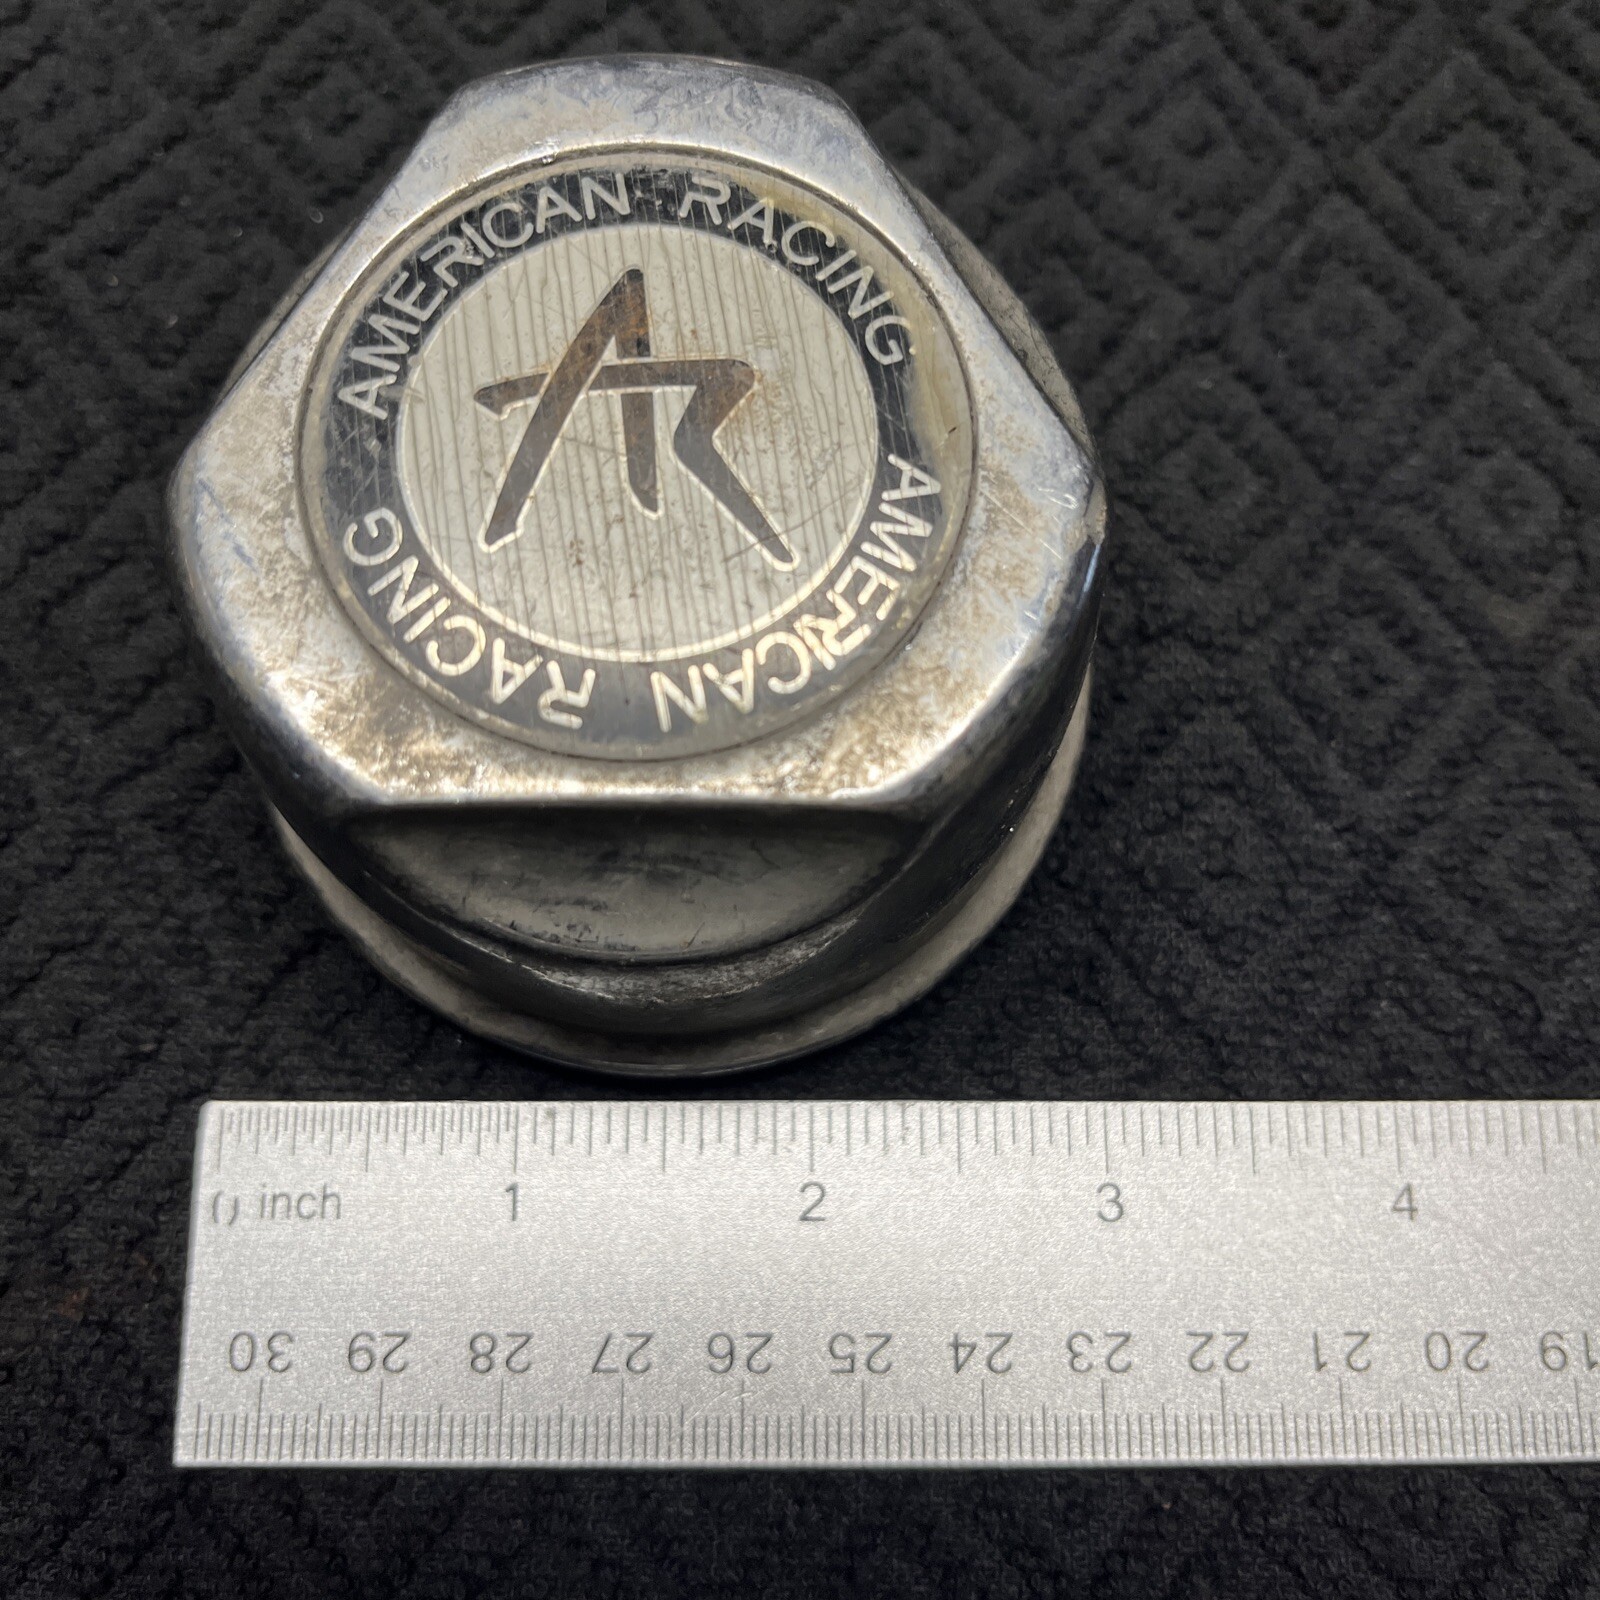 AMERICAN RACING
AMERICAN RACING
AR
0 inch 1 2 3 4
30 29 28 27 26 25 24 23 22 21 20 19